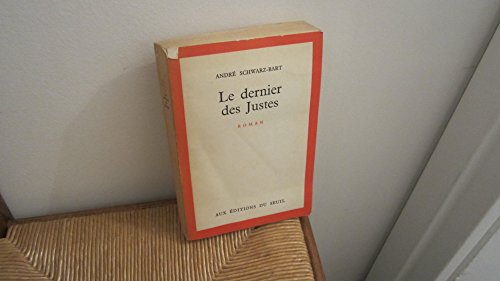 ANDRÉ SCHWARZ-BART
Le dernier
des Justes
ROMAN
AUX ÉDITIONS DU SEUIL